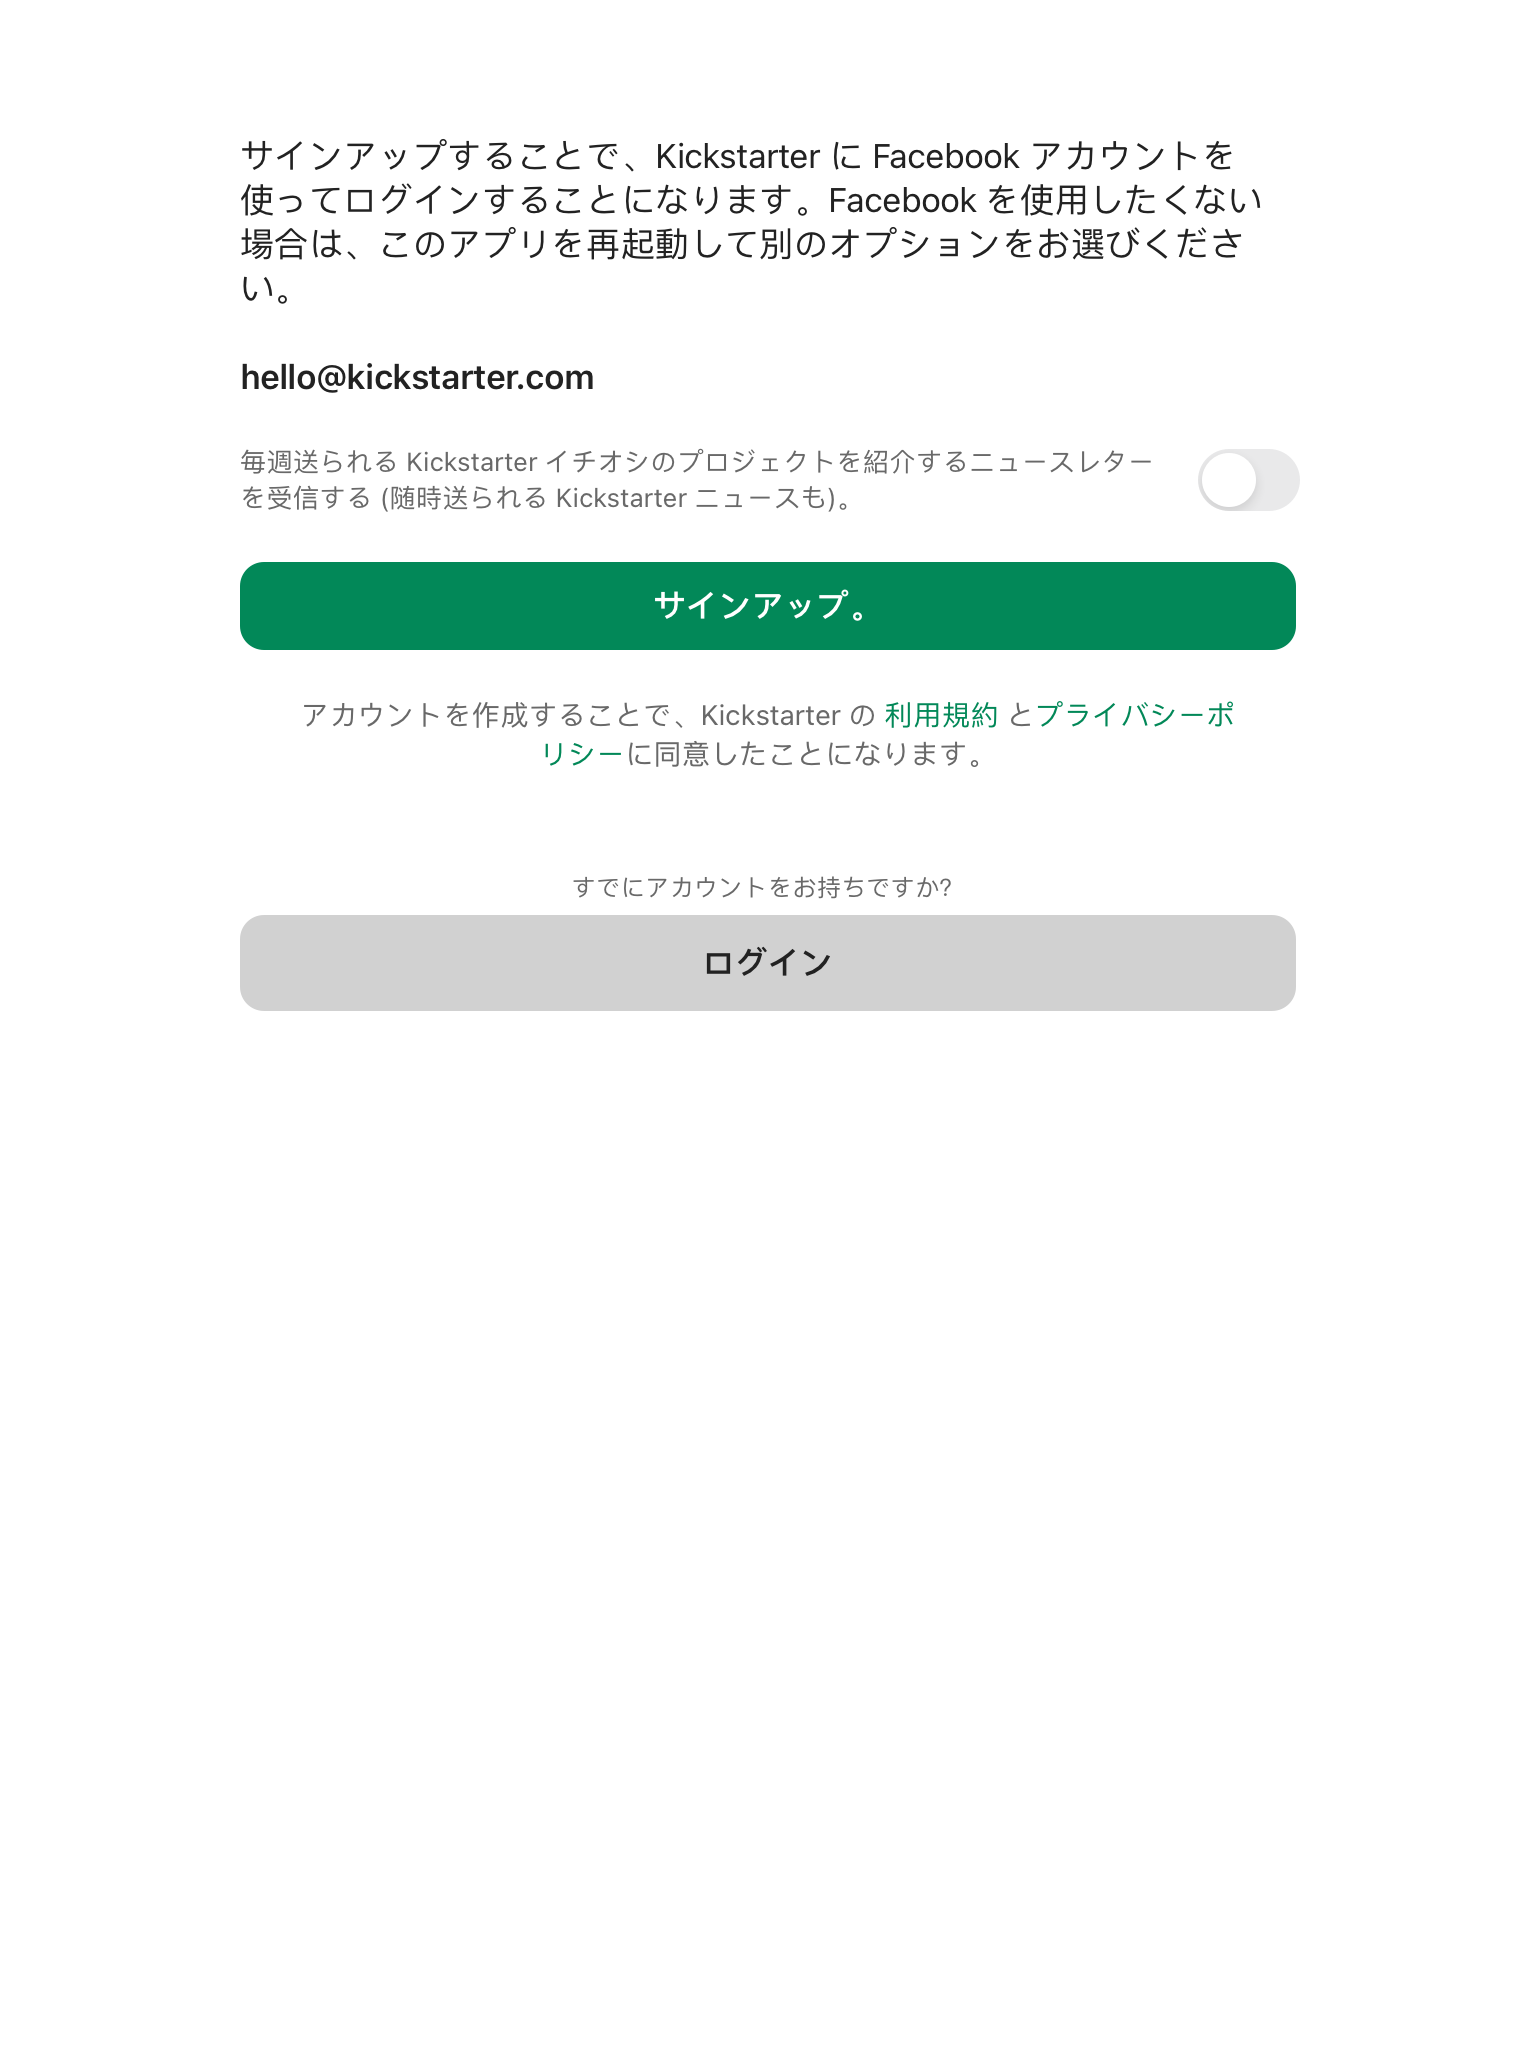 サインアップすることで、Kickstarter に Facebook アカウントを
使ってログインすることになります。Facebook を使用したくない
場合は、このアプリを再起動して別のオプションをお選びくださ
い。
hello@kickstarter.com
毎週送られる Kickstarter イチオシのプロジェクトを紹介するニュースレター
を受信する (随時送られる Kickstarter ニュースも)。
サインアップ。
アカウントを作成することで、Kickstarter の 利用規約 とプライバシーポ
リシーに同意したことになります。
すでにアカウントをお持ちですか?
ログイン